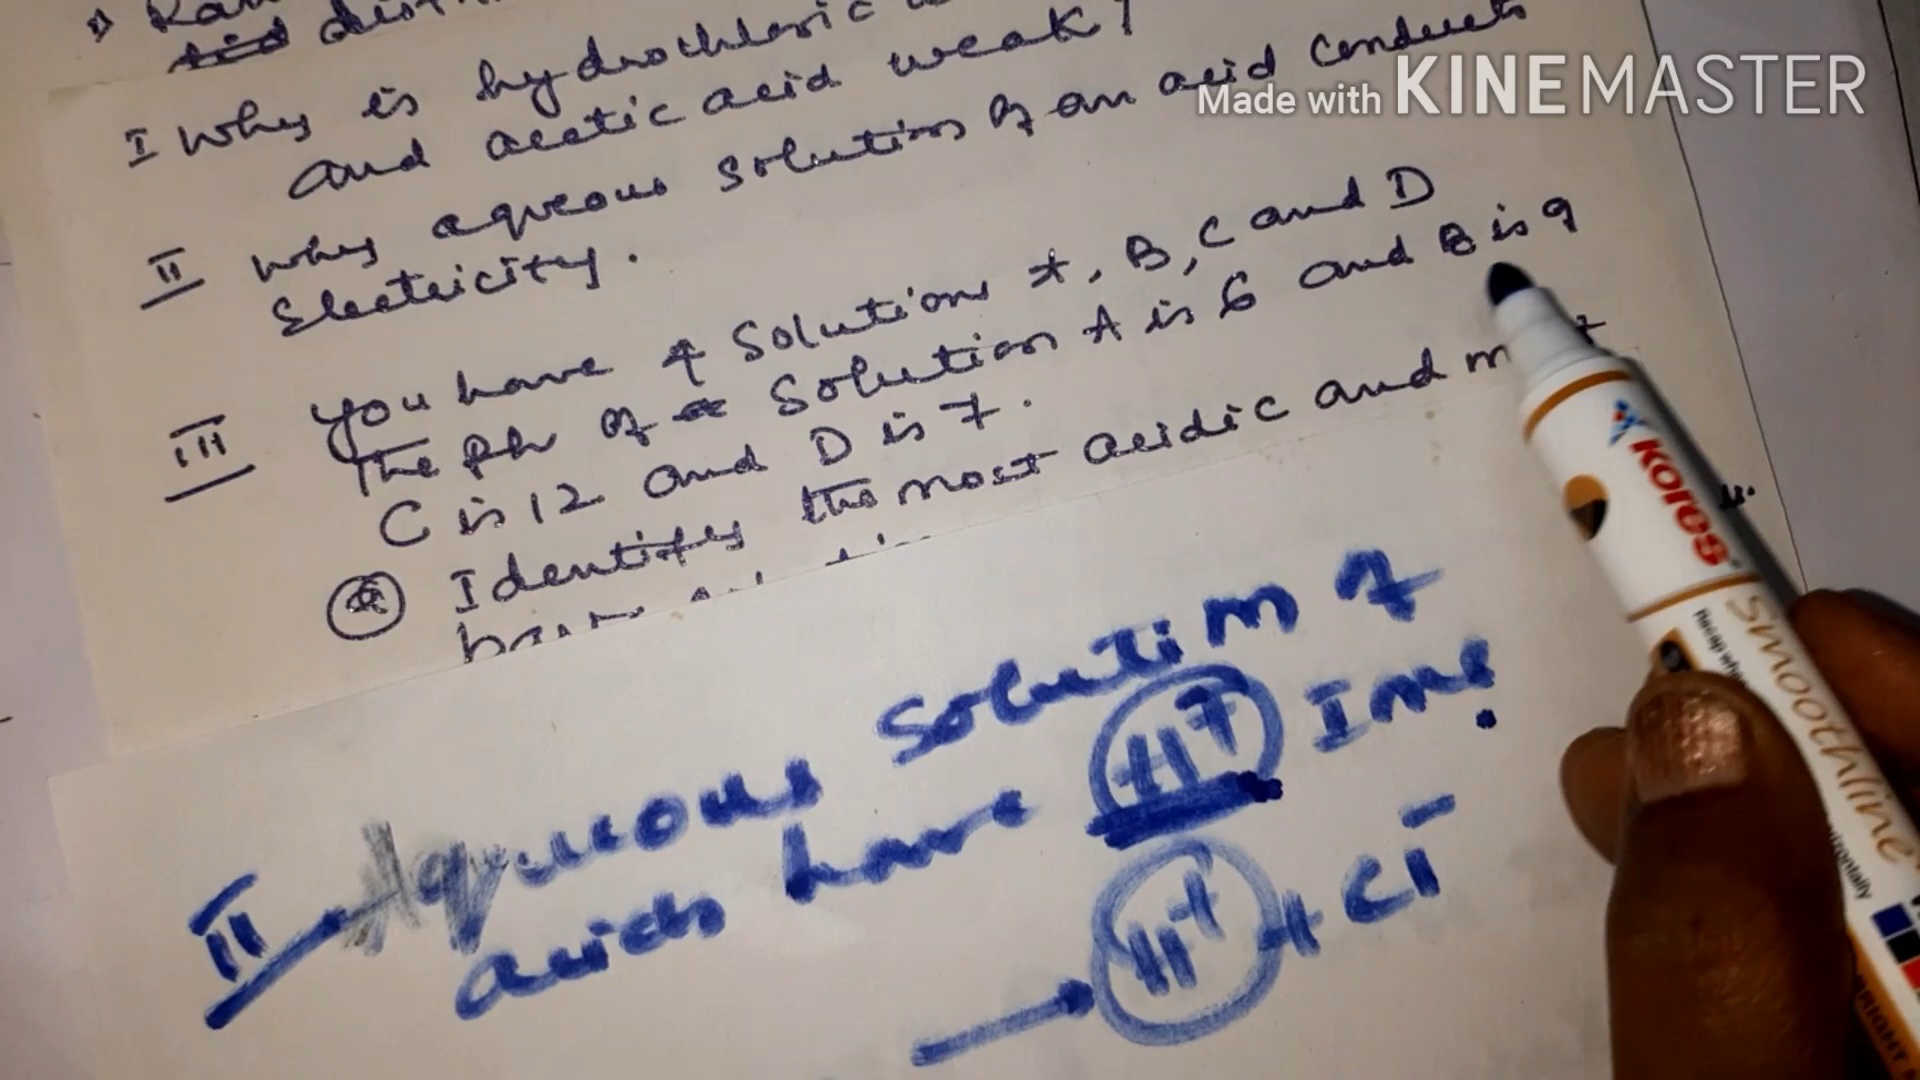 I Why is hydrochloric
and acetic acid weak?
II why aqueous solution of an acid conducts
Electricity.
III You have 4 Solutions A, B, C and D
The ph of Solution A is 6 and B is 9
C is 12 and D is 7.
Identify the most acidic and
II Aqueous solution of
acids have H+ Ions.
H+ + Cl-
Made with KINEMASTER
Kores
Smoothline